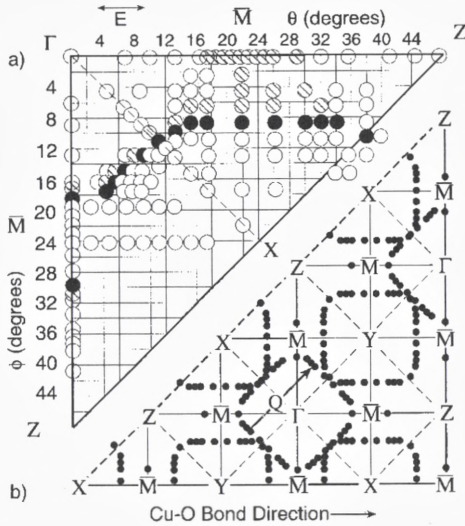 E M̄ θ (degrees) Z
Γ 4 8 12 16 20 24 28 32 36 40 44
a)
4
8
12
16
M̄ 20
24 X
28
32
36
40
44
φ (degrees)
Z
Z
X M̄
Z M̄ Γ
X M̄ Y M̄
Q
Z M̄ Γ M̄ Z
b) X M̄ Y M̄ X M̄
Cu-O Bond Direction